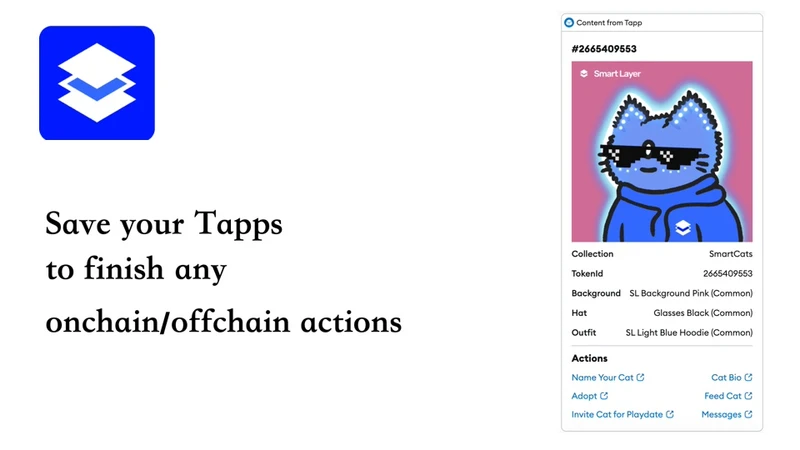 Save your Tapps
to finish any
onchain/offchain actions
Content from Tapp
#2665409553
Smart Layer
Collection SmartCats
TokenId 2665409553
Background SL Background Pink (Common)
Hat Glasses Black (Common)
Outfit SL Light Blue Hoodie (Common)
Actions
Name Your Cat Cat Bio
Adopt Feed Cat
Invite Cat for Playdate Messages